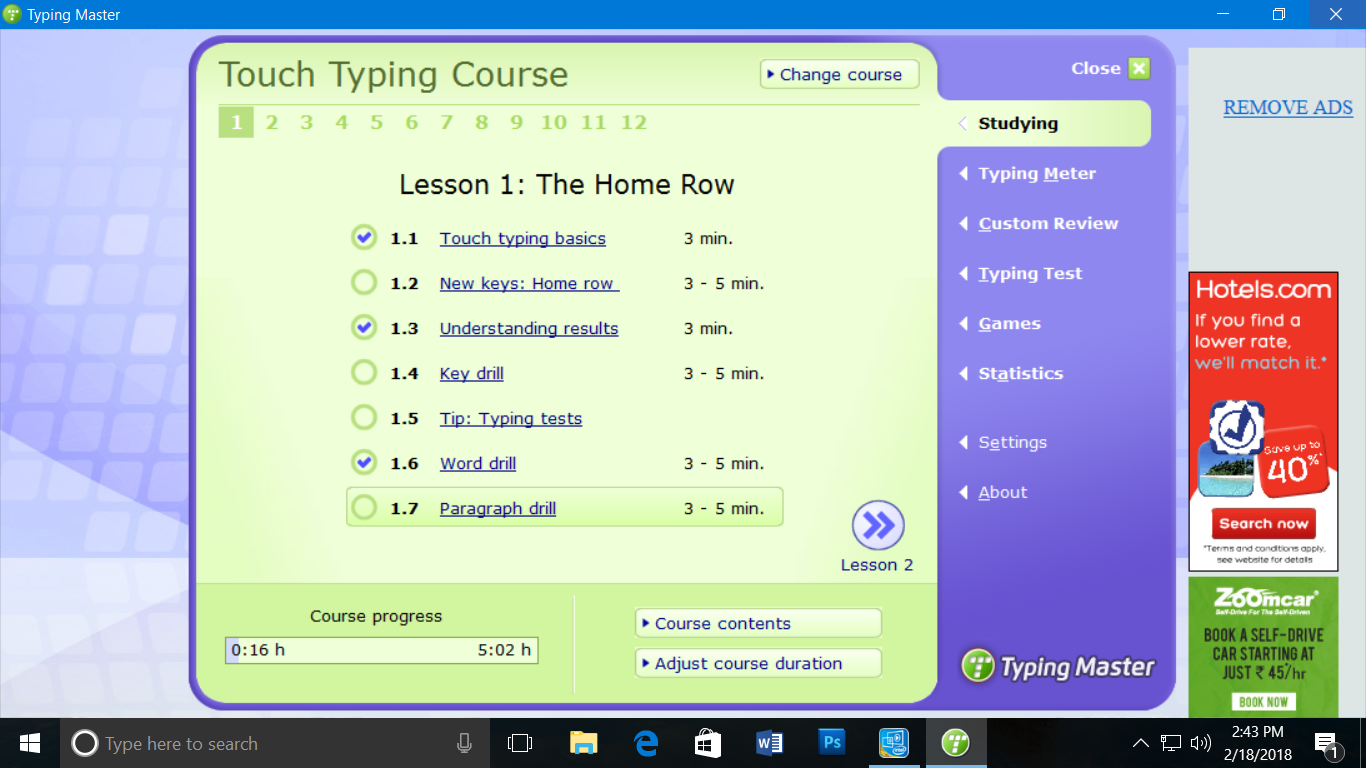 Typing Master
Touch Typing Course
Change course
1 2 3 4 5 6 7 8 9 10 11 12
Lesson 1: The Home Row
1.1 Touch typing basics 3 min.
1.2 New keys: Home row 3 - 5 min.
1.3 Understanding results 3 min.
1.4 Key drill 3 - 5 min.
1.5 Tip: Typing tests
1.6 Word drill 3 - 5 min.
1.7 Paragraph drill 3 - 5 min.
Lesson 2
Course progress
0:16 h 5:02 h
Course contents
Adjust course duration
Close
Studying
Typing Meter
Custom Review
Typing Test
Games
Statistics
Settings
About
Typing Master
REMOVE ADS
Hotels.com
If you find a
lower rate,
we'll match it.*
Save up to
40%*
Search now
*Terms and conditions apply,
see website for details
Zoomcar
Self-Drive For The Self-Driven
BOOK A SELF-DRIVE
CAR STARTING AT
JUST ₹ 45/hr
BOOK NOW
Type here to search
Ps
intel
2:43 PM
2/18/2018
1